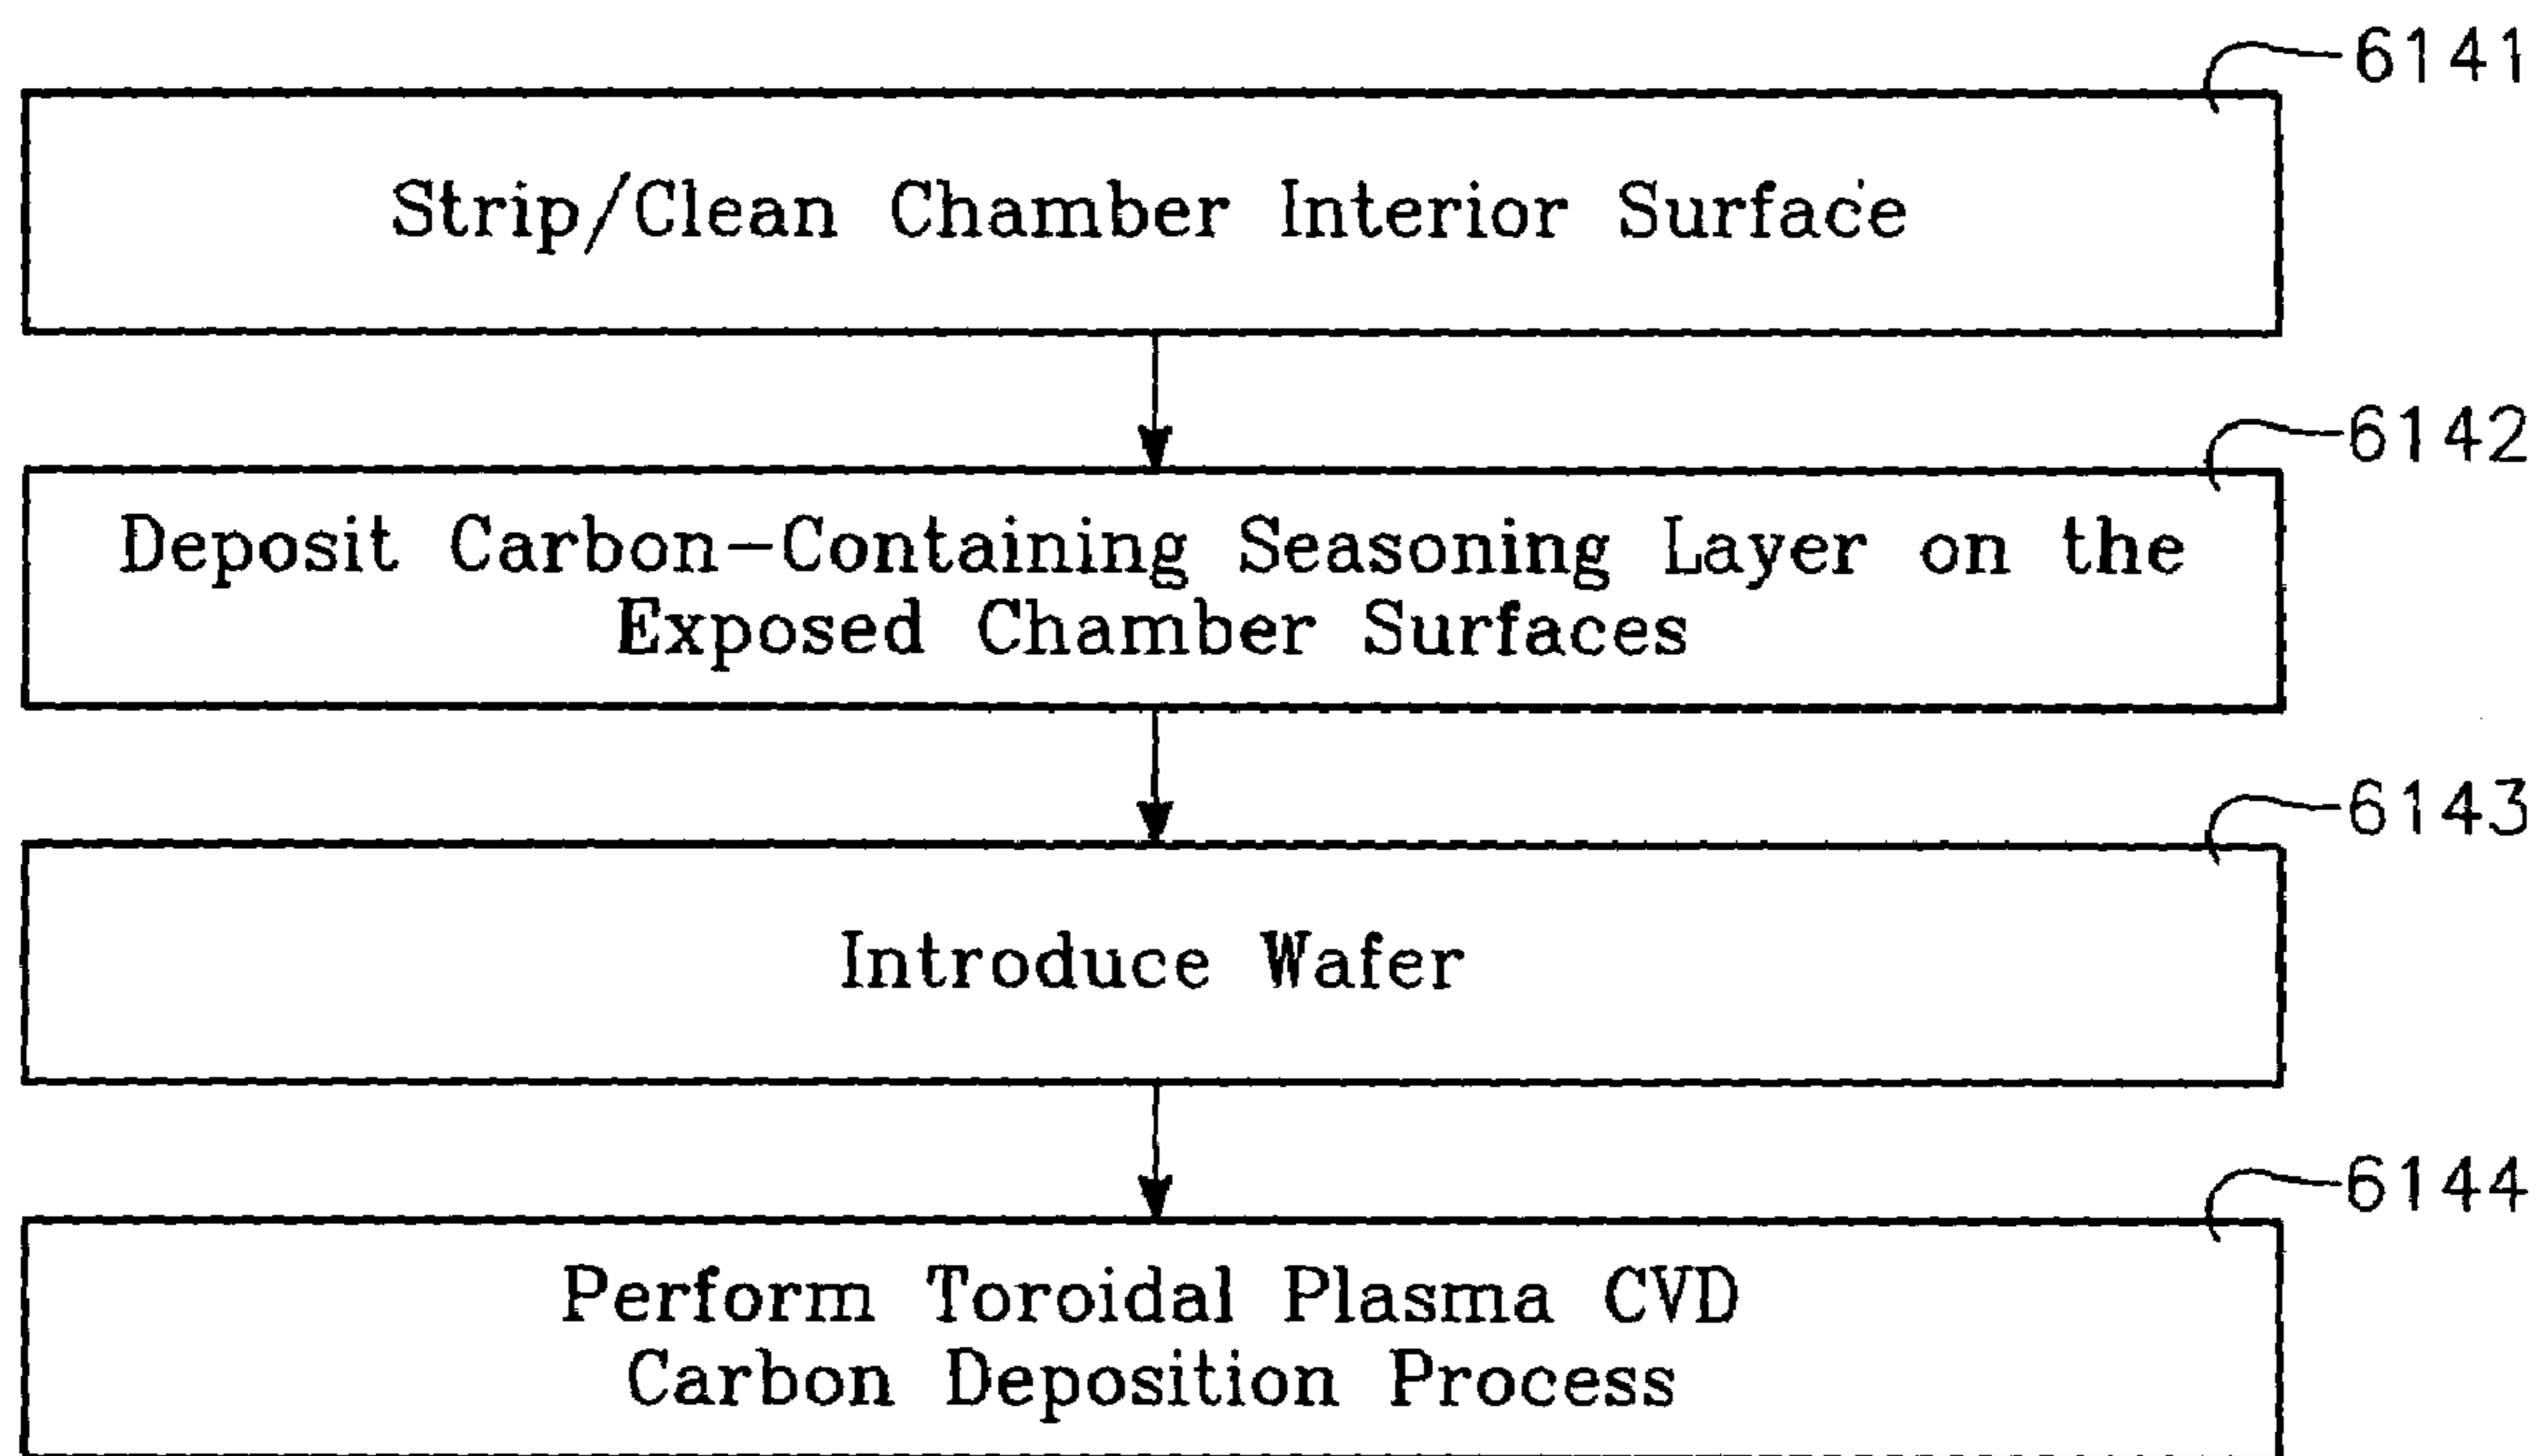 6141
Strip/Clean Chamber Interior Surface
6142
Deposit Carbon-Containing Seasoning Layer on the
Exposed Chamber Surfaces
6143
Introduce Wafer
6144
Perform Toroidal Plasma CVD
Carbon Deposition Process